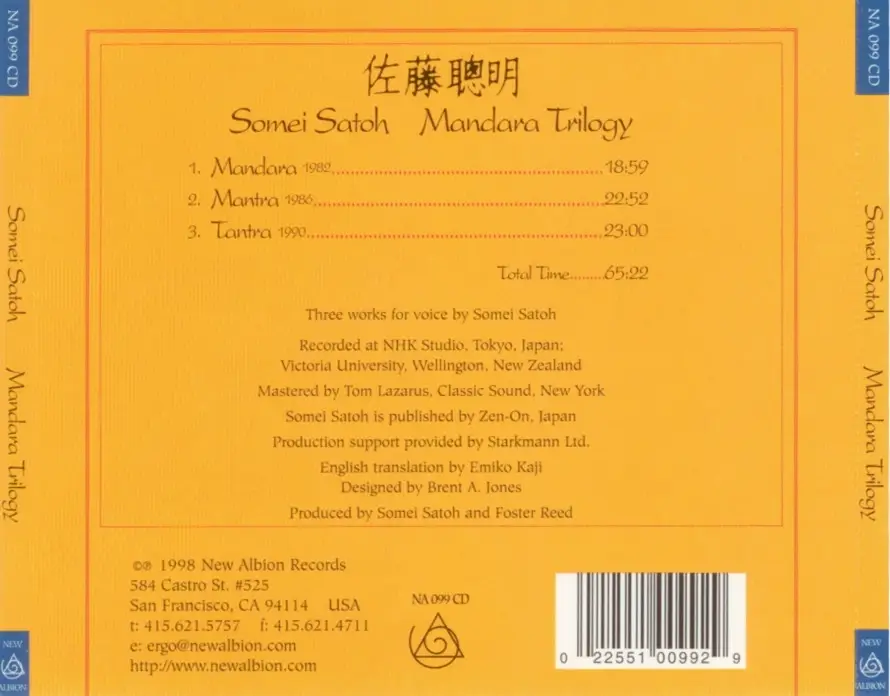 NA 099 CD
Somei Satoh Mandara Trilogy
NEW
ALBION
佐藤聰明
Somei Satoh Mandara Trilogy
1. Mandara 1982 18:59
2. Mantra 1986 22:52
3. Tantra 1990 23:00
Total Time 65:22
Three works for voice by Somei Satoh
Recorded at NHK Studio, Tokyo, Japan;
Victoria University, Wellington, New Zealand
Mastered by Tom Lazarus, Classic Sound, New York
Somei Satoh is published by Zen-On, Japan
Production support provided by Starkmann Ltd.
English translation by Emiko Kaji
Designed by Brent A. Jones
Produced by Somei Satoh and Foster Reed
©℗ 1998 New Albion Records
584 Castro St. #525
San Francisco, CA 94114 USA
t: 415.621.5757 f: 415.621.4711
e: ergo@newalbion.com
http://www.newalbion.com
NA 099 CD
0 22551 00992 9
NA 099 CD
Somei Satoh Mandara Trilogy
NEW
ALBION